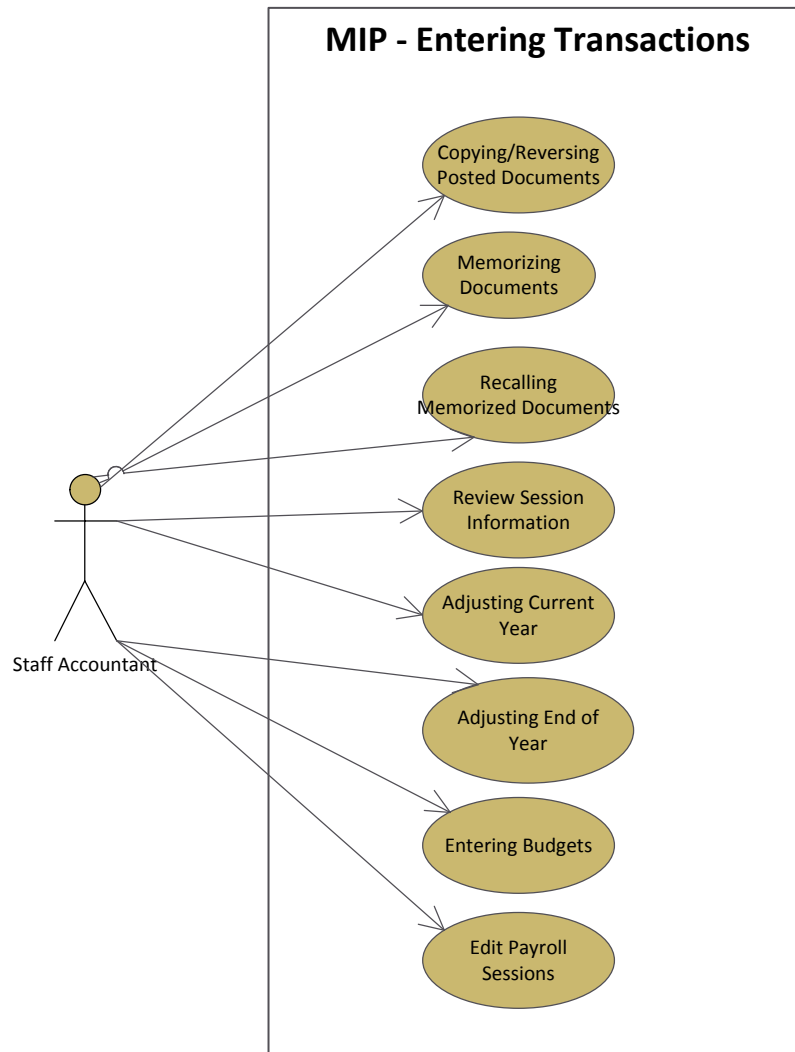 MIP - Entering Transactions
Copying/Reversing
Posted Documents
Memorizing
Documents
Recalling
Memorized Documents
Review Session
Information
Adjusting Current
Year
Staff Accountant
Adjusting End of
Year
Entering Budgets
Edit Payroll
Sessions